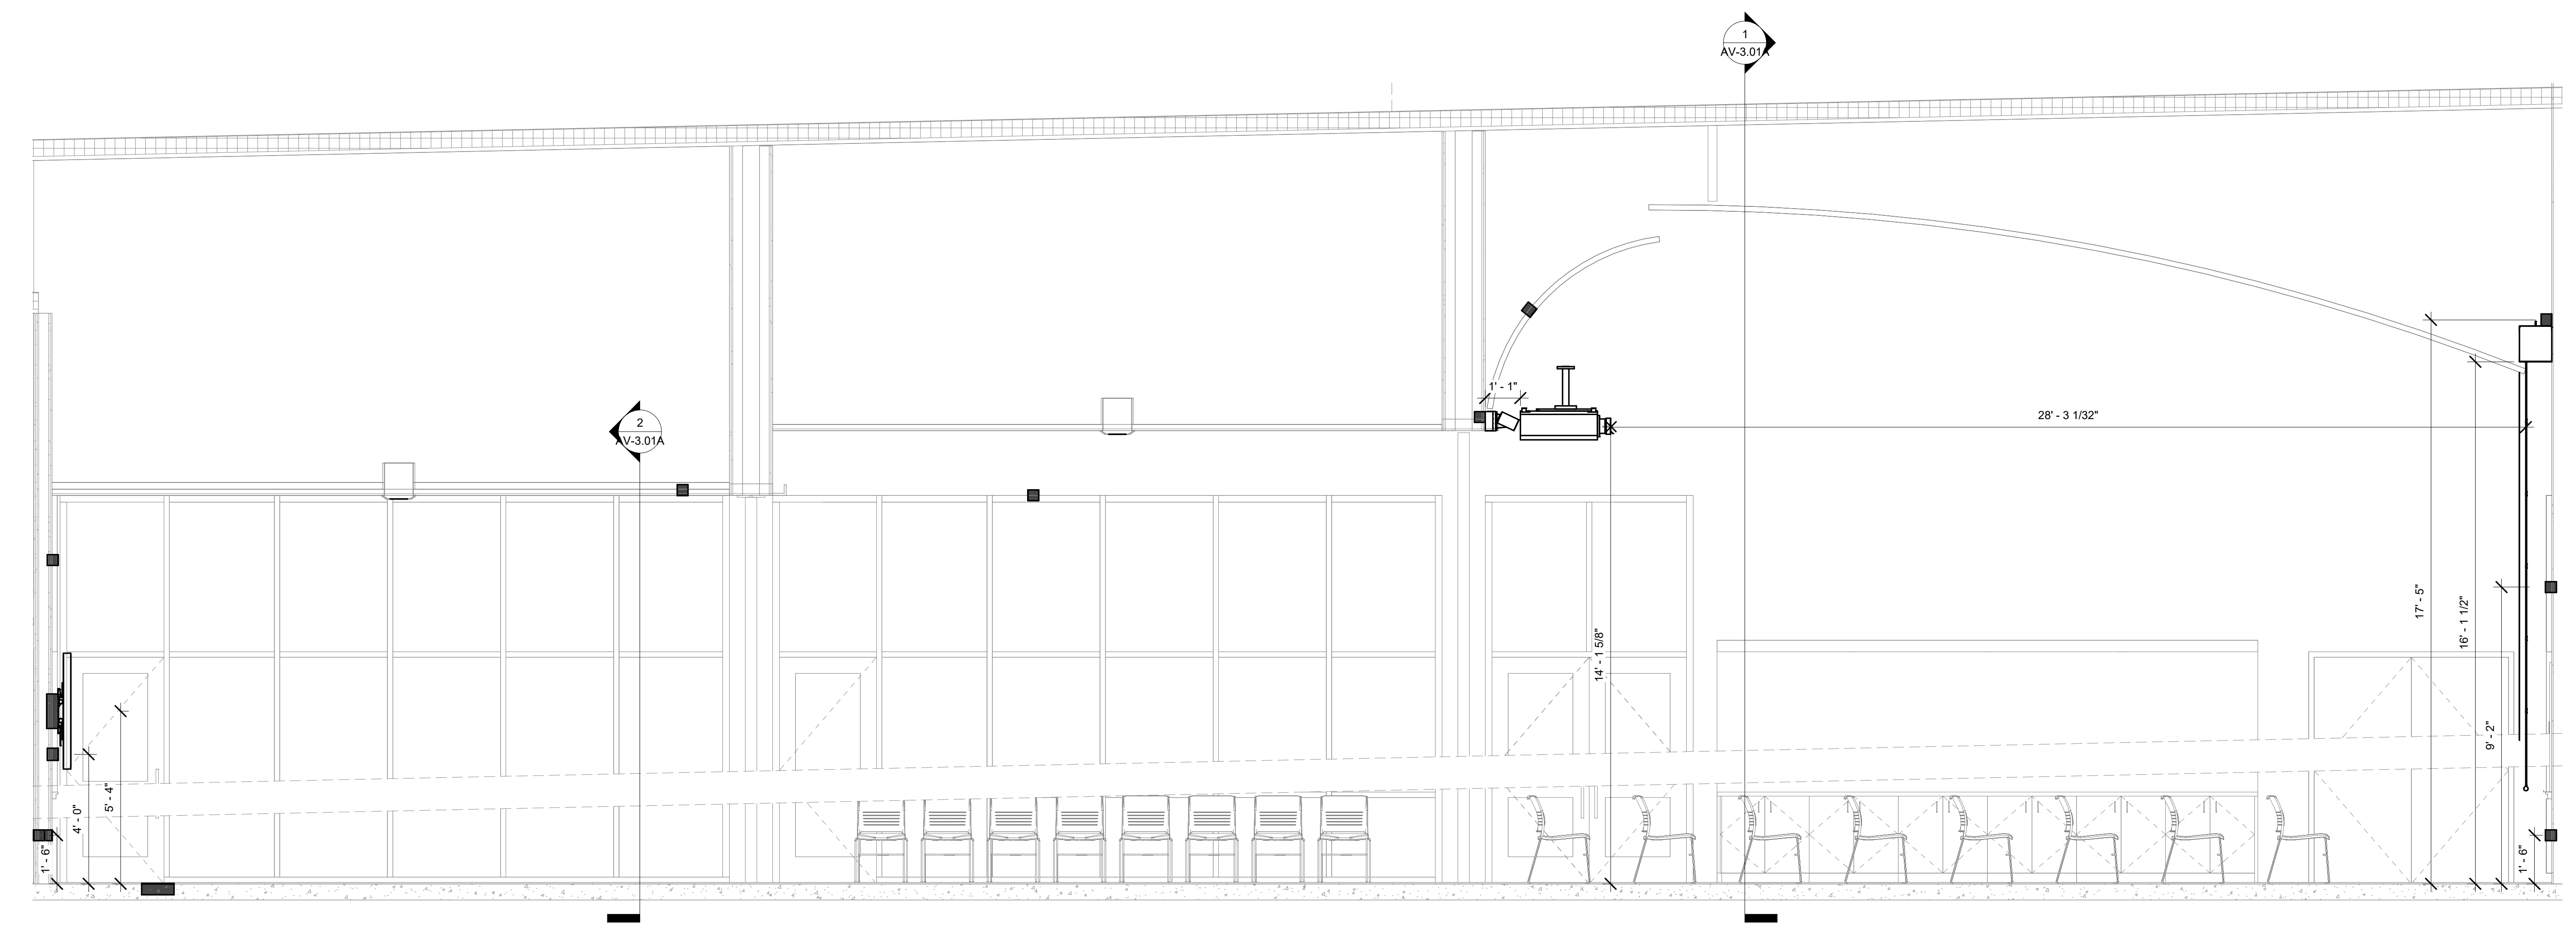 1
AV-3.01A
1' - 1"
28' - 3 1/32"
2
AV-3.01A
17' - 5"
16' - 1 1/2"
14' - 1 5/8"
9' - 2"
5' - 4"
4' - 0"
1' - 6"
1' - 6"